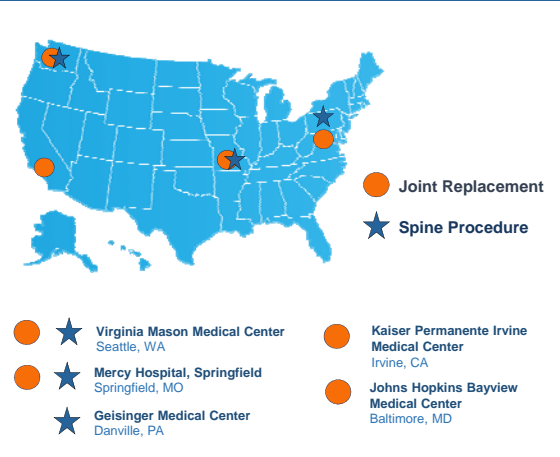 Joint Replacement
Spine Procedure
Virginia Mason Medical Center
Seattle, WA
Mercy Hospital, Springfield
Springfield, MO
Geisinger Medical Center
Danville, PA
Kaiser Permanente Irvine
Medical Center
Irvine, CA
Johns Hopkins Bayview
Medical Center
Baltimore, MD